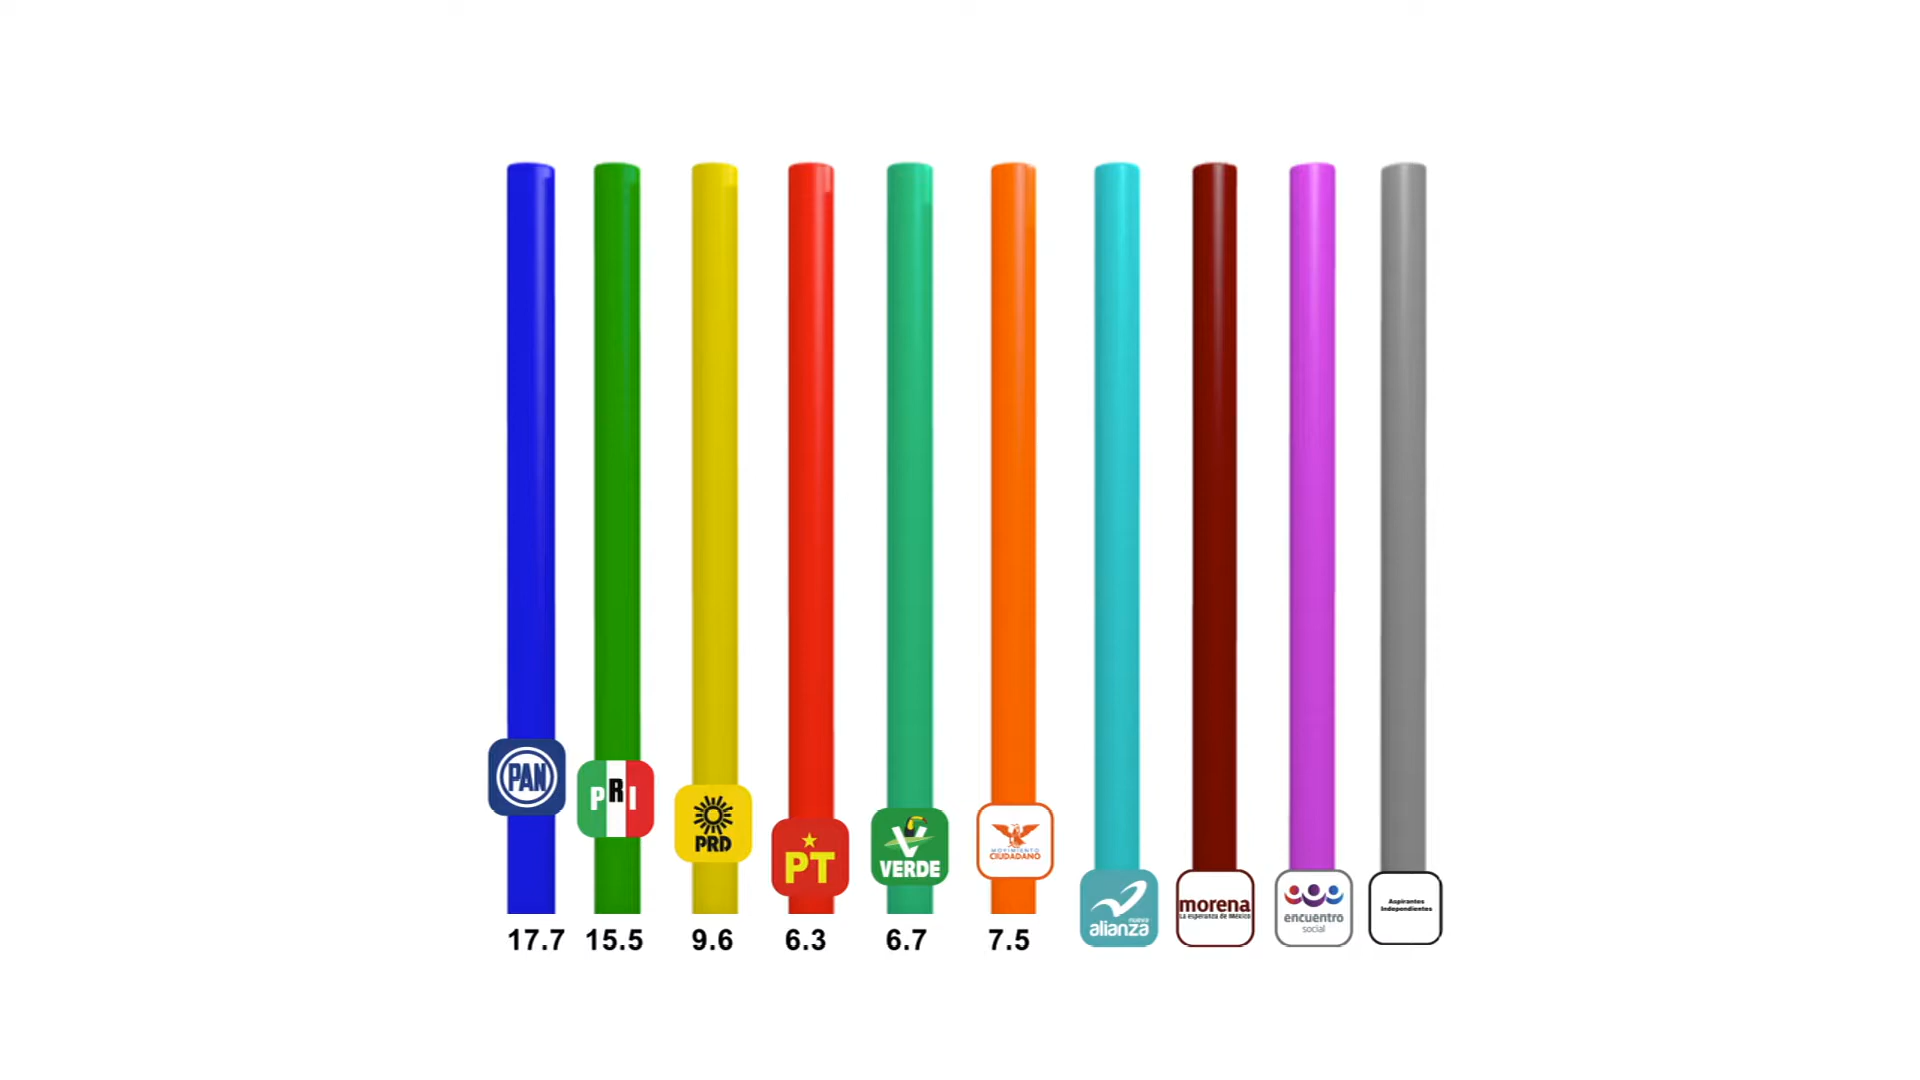 PAN
PRI
PRD
PT
VERDE
MOVIMIENTO
CIUDADANO
nueva
alianza
morena
La esperanza de México
encuentro
social
Aspirantes
Independientes
17.7
15.5
9.6
6.3
6.7
7.5